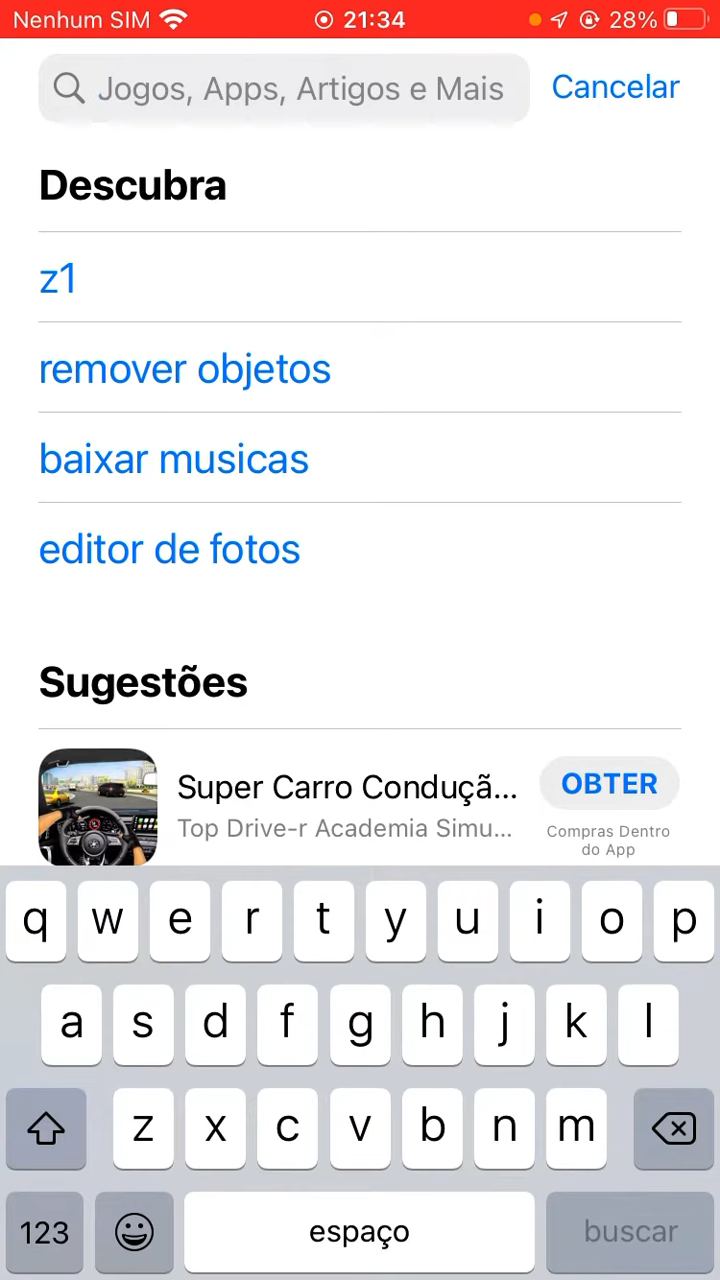 Nenhum SIM 21:34 28%
Jogos, Apps, Artigos e Mais Cancelar
Descubra
z1
remover objetos
baixar musicas
editor de fotos
Sugestões
Super Carro Conduçã... OBTER
Top Drive-r Academia Simu... Compras Dentro
do App
q w e r t y u i o p
a s d f g h j k l
z x c v b n m
123 espaço buscar